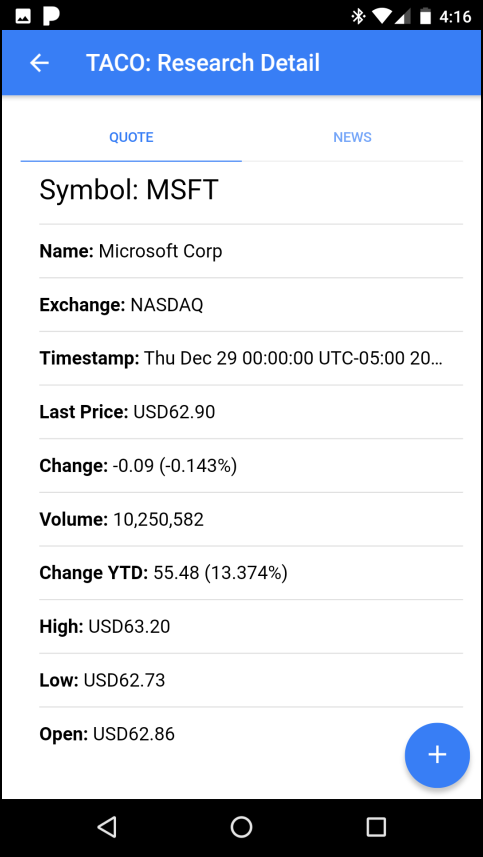 4:16
TACO: Research Detail
QUOTE
NEWS
Symbol: MSFT
Name: Microsoft Corp
Exchange: NASDAQ
Timestamp: Thu Dec 29 00:00:00 UTC-05:00 20...
Last Price: USD62.90
Change: -0.09 (-0.143%)
Volume: 10,250,582
Change YTD: 55.48 (13.374%)
High: USD63.20
Low: USD62.73
Open: USD62.86